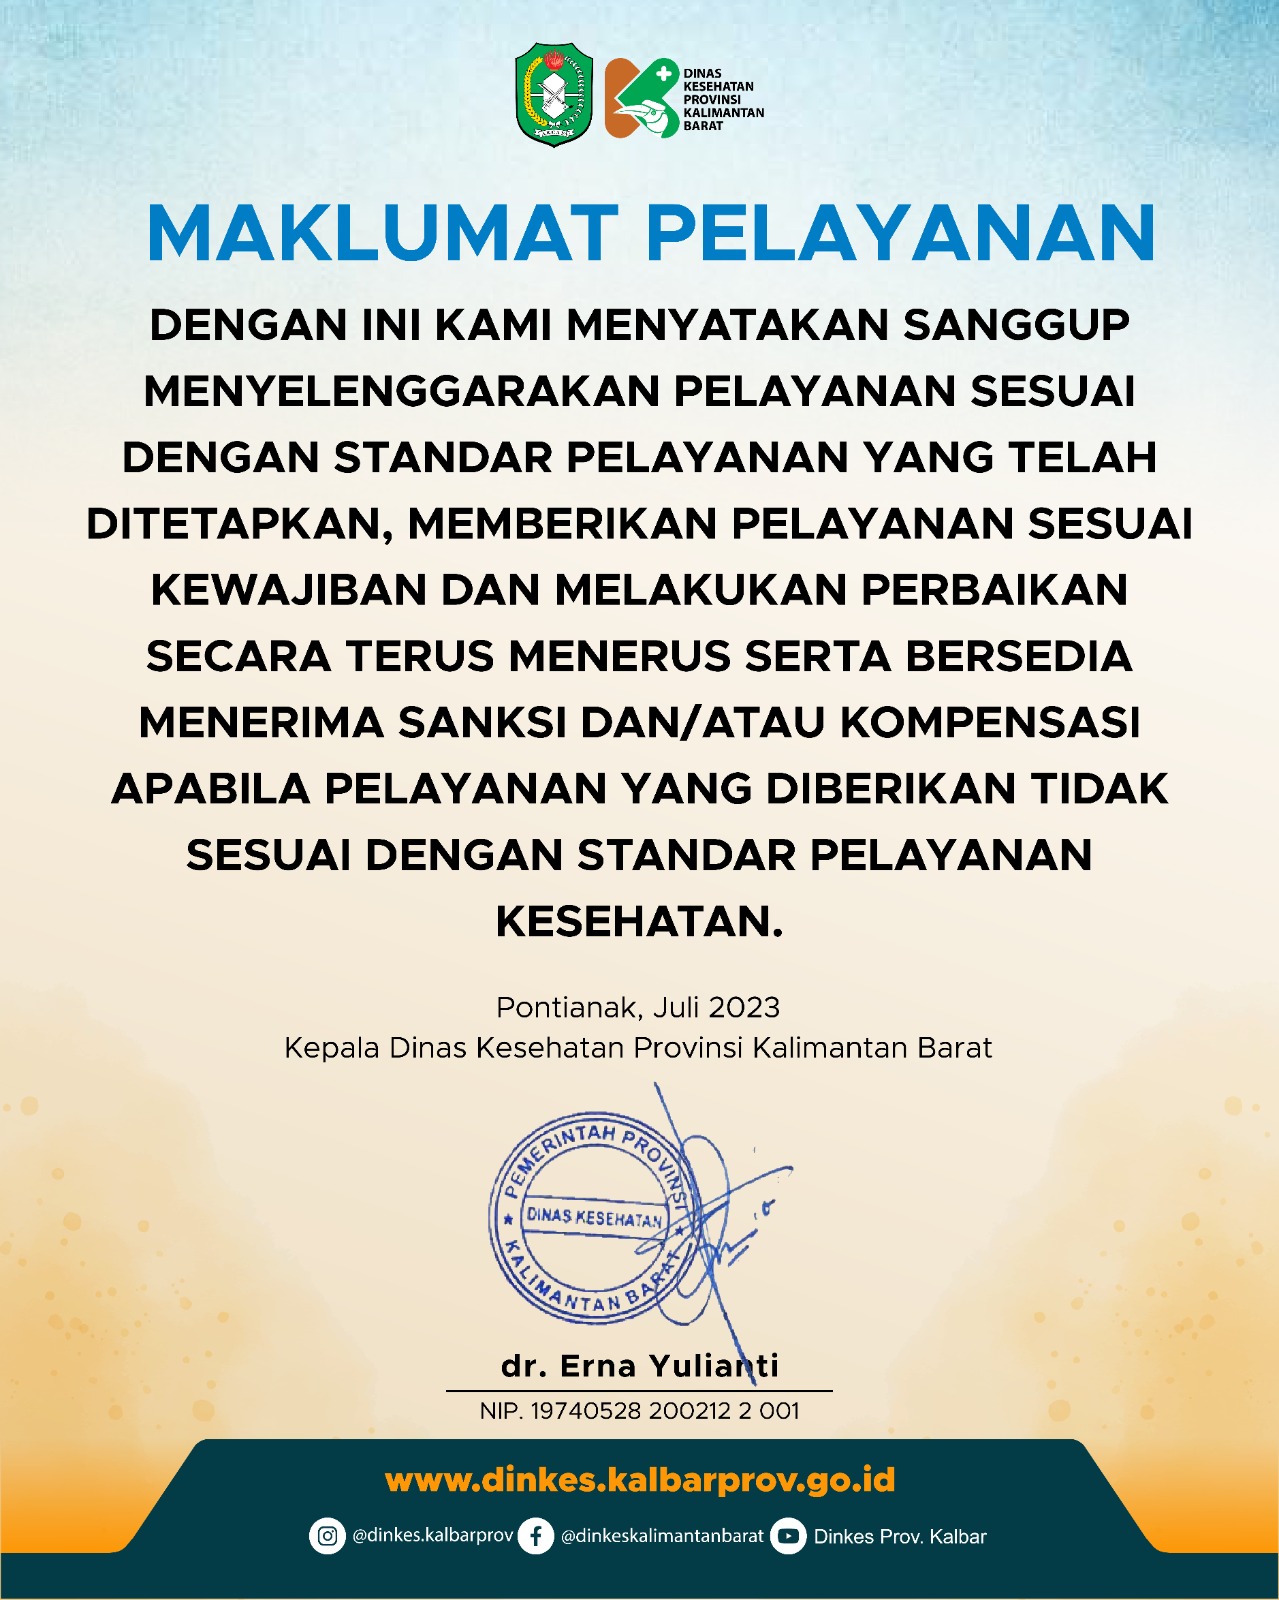 DINAS
KESEHATAN
PROVINSI
KALIMANTAN
BARAT
MAKLUMAT PELAYANAN
DENGAN INI KAMI MENYATAKAN SANGGUP
MENYELENGGARAKAN PELAYANAN SESUAI
DENGAN STANDAR PELAYANAN YANG TELAH
DITETAPKAN, MEMBERIKAN PELAYANAN SESUAI
KEWAJIBAN DAN MELAKUKAN PERBAIKAN
SECARA TERUS MENERUS SERTA BERSEDIA
MENERIMA SANKSI DAN/ATAU KOMPENSASI
APABILA PELAYANAN YANG DIBERIKAN TIDAK
SESUAI DENGAN STANDAR PELAYANAN
KESEHATAN.
Pontianak, Juli 2023
Kepala Dinas Kesehatan Provinsi Kalimantan Barat
PEMERINTAH PROVINSI
DINAS KESEHATAN
KALIMANTAN BARAT
dr. Erna Yulianti
NIP. 19740528 200212 2 001
www.dinkes.kalbarprov.go.id
@dinkes.kalbarprov @dinkeskalimantanbarat Dinkes Prov. Kalbar